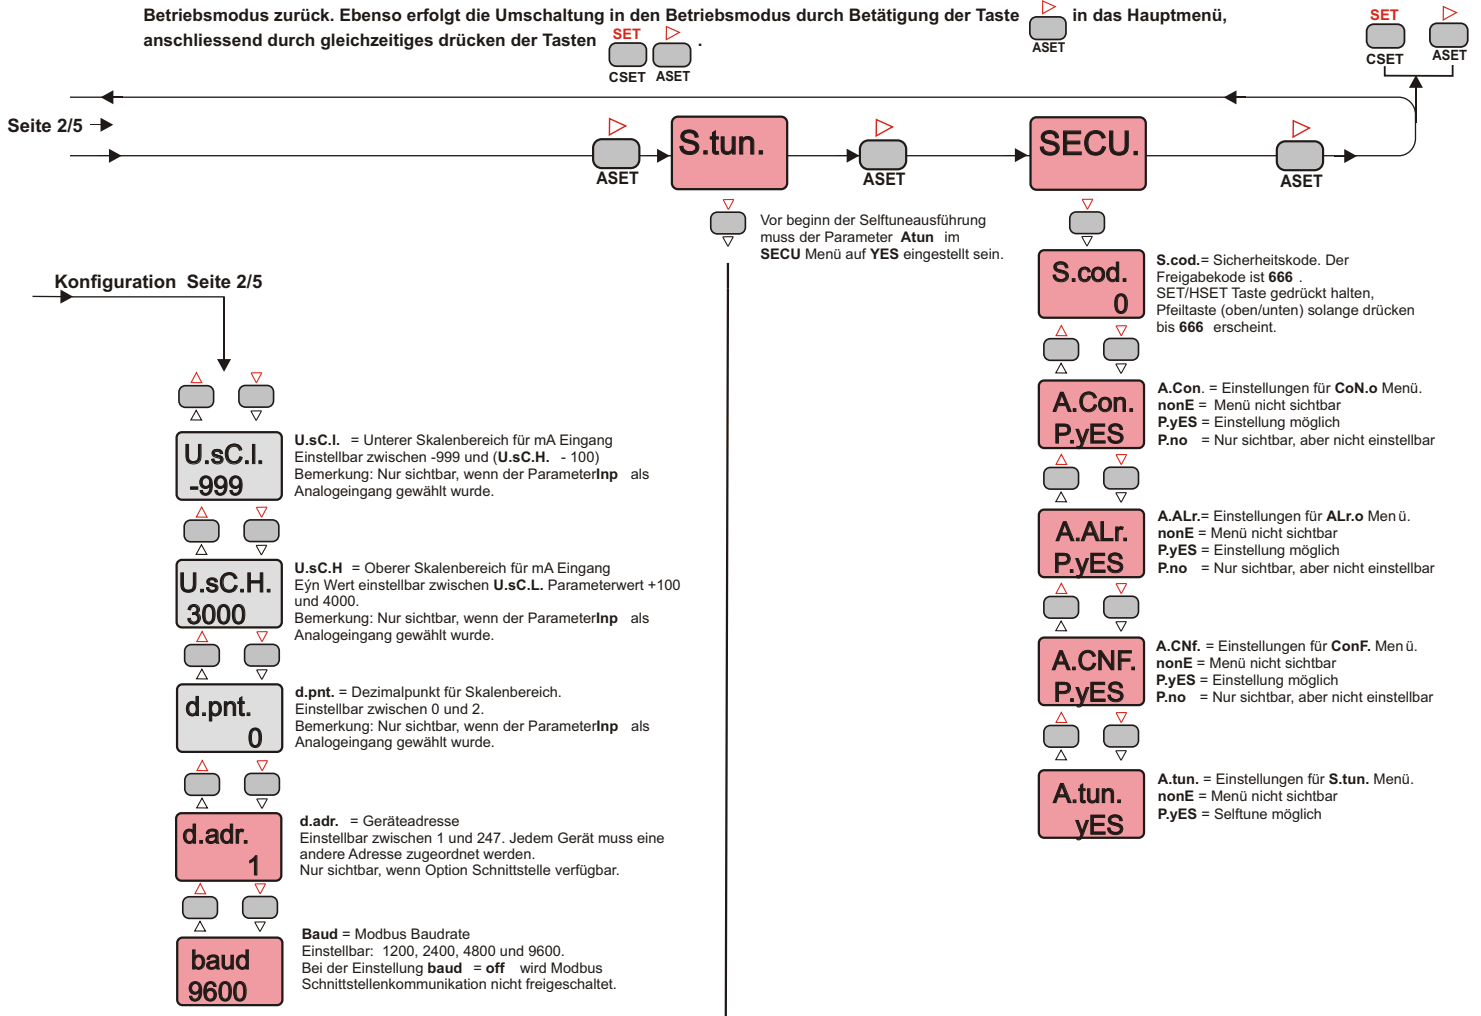 Betriebsmodus zurück. Ebenso erfolgt die Umschaltung in den Betriebsmodus durch Betätigung der Taste ASET in das Hauptmenü,
anschliessend durch gleichzeitiges drücken der Tasten SET CSET ASET .
SET
CSET ASET
Seite 2/5
ASET
S.tun.
ASET
SECU.
ASET
Vor beginn der Selftuneausführung
muss der Parameter Atun im
SECU Menü auf YES eingestellt sein.
S.cod.
0
S.cod.= Sicherheitskode. Der
Freigabekode ist 666 .
SET/HSET Taste gedrückt halten,
Pfeiltaste (oben/unten) solange drücken
bis 666 erscheint.
A.Con.
P.yES
A.Con. = Einstellungen für CoN.o Menü.
nonE = Menü nicht sichtbar
P.yES = Einstellung möglich
P.no = Nur sichtbar, aber nicht einstellbar
A.ALr.
P.yES
A.ALr.= Einstellungen für ALr.o Menü.
nonE = Menü nicht sichtbar
P.yES = Einstellung möglich
P.no = Nur sichtbar, aber nicht einstellbar
A.CNF.
P.yES
A.CNf. = Einstellungen für ConF. Menü.
nonE = Menü nicht sichtbar
P.yES = Einstellung möglich
P.no = Nur sichtbar, aber nicht einstellbar
A.tun.
yES
A.tun. = Einstellungen für S.tun. Menü.
nonE = Menü nicht sichtbar
P.yES = Selftune möglich
Konfiguration Seite 2/5
U.sC.l.
-999
U.sC.l. = Unterer Skalenbereich für mA Eingang
Einstellbar zwischen -999 und (U.sC.H. - 100)
Bemerkung: Nur sichtbar, wenn der ParameterInp als
Analogeingang gewählt wurde.
U.sC.H.
3000
U.sC.H = Oberer Skalenbereich für mA Eingang
Eýn Wert einstellbar zwischen U.sC.L. Parameterwert +100
und 4000.
Bemerkung: Nur sichtbar, wenn der ParameterInp als
Analogeingang gewählt wurde.
d.pnt.
0
d.pnt. = Dezimalpunkt für Skalenbereich.
Einstellbar zwischen 0 und 2.
Bemerkung: Nur sichtbar, wenn der ParameterInp als
Analogeingang gewählt wurde.
d.adr.
1
d.adr. = Geräteadresse
Einstellbar zwischen 1 und 247. Jedem Gerät muss eine
andere Adresse zugeordnet werden.
Nur sichtbar, wenn Option Schnittstelle verfügbar.
baud
9600
Baud = Modbus Baudrate
Einstellbar: 1200, 2400, 4800 und 9600.
Bei der Einstellung baud = off wird Modbus
Schnittstellenkommunikation nicht freigeschaltet.